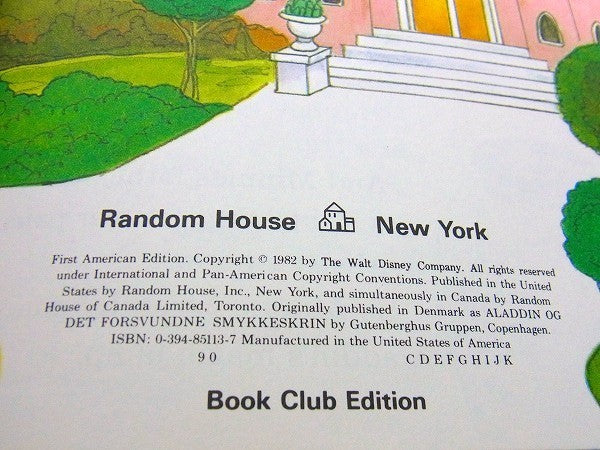 Random House New York
First American Edition. Copyright © 1982 by The Walt Disney Company. All rights reserved
under International and Pan-American Copyright Conventions. Published in the United
States by Random House, Inc., New York, and simultaneously in Canada by Random
House of Canada Limited, Toronto. Originally published in Denmark as ALADDIN OG
DET FORSVUNDNE SMYKKESKRIN by Gutenberghus Gruppen, Copenhagen.
ISBN: 0-394-85113-7 Manufactured in the United States of America
9 0 C D E F G H I J K
Book Club Edition